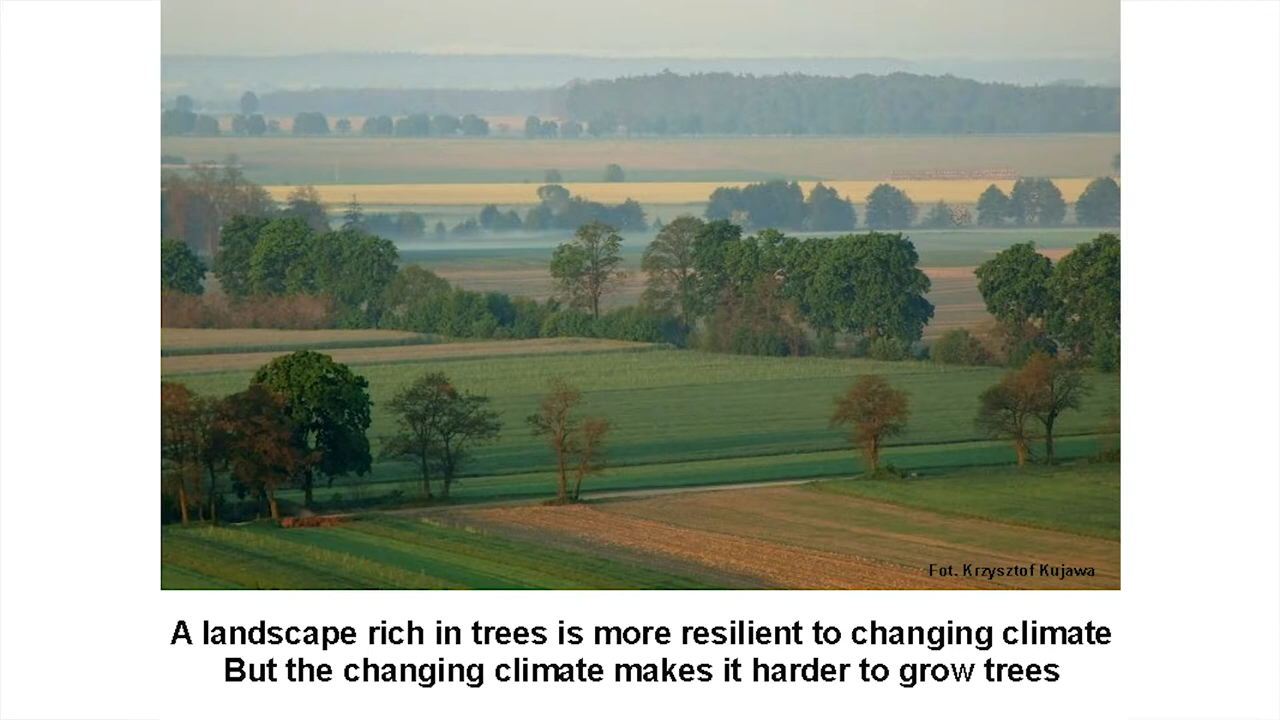 Fot. Krzysztof Kujawa
A landscape rich in trees is more resilient to changing climate
But the changing climate makes it harder to grow trees